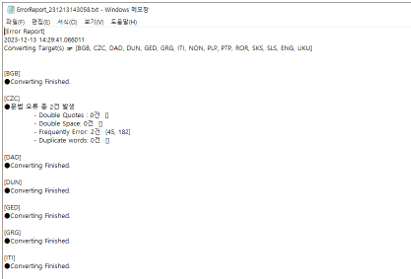 ErrorReport_231213143058.txt - Windows 메모장
파일(F) 편집(E) 서식(O) 보기(V) 도움말(H)
[Error Report]
2023-12-13 14:29:41.066011
Converting Target(s) ☞ [BGB, CZC, DAO, DUN, GED, GRG, ITI, NON, PLP, PTP, ROR, SKS, SLS, ENG, UKU]
[BGB]
●Converting Finished.
[CZC]
●문법 오류 총 2건 발생
- Double Quotes : 0건 []
- Double Space: 0건 []
- Frequently Error: 2건 [45, 182]
- Duplicate words: 0건 []
[DAO]
●Converting Finished.
[DUN]
●Converting Finished.
[GED]
●Converting Finished.
[GRG]
●Converting Finished.
[ITI]
●Converting Finished.